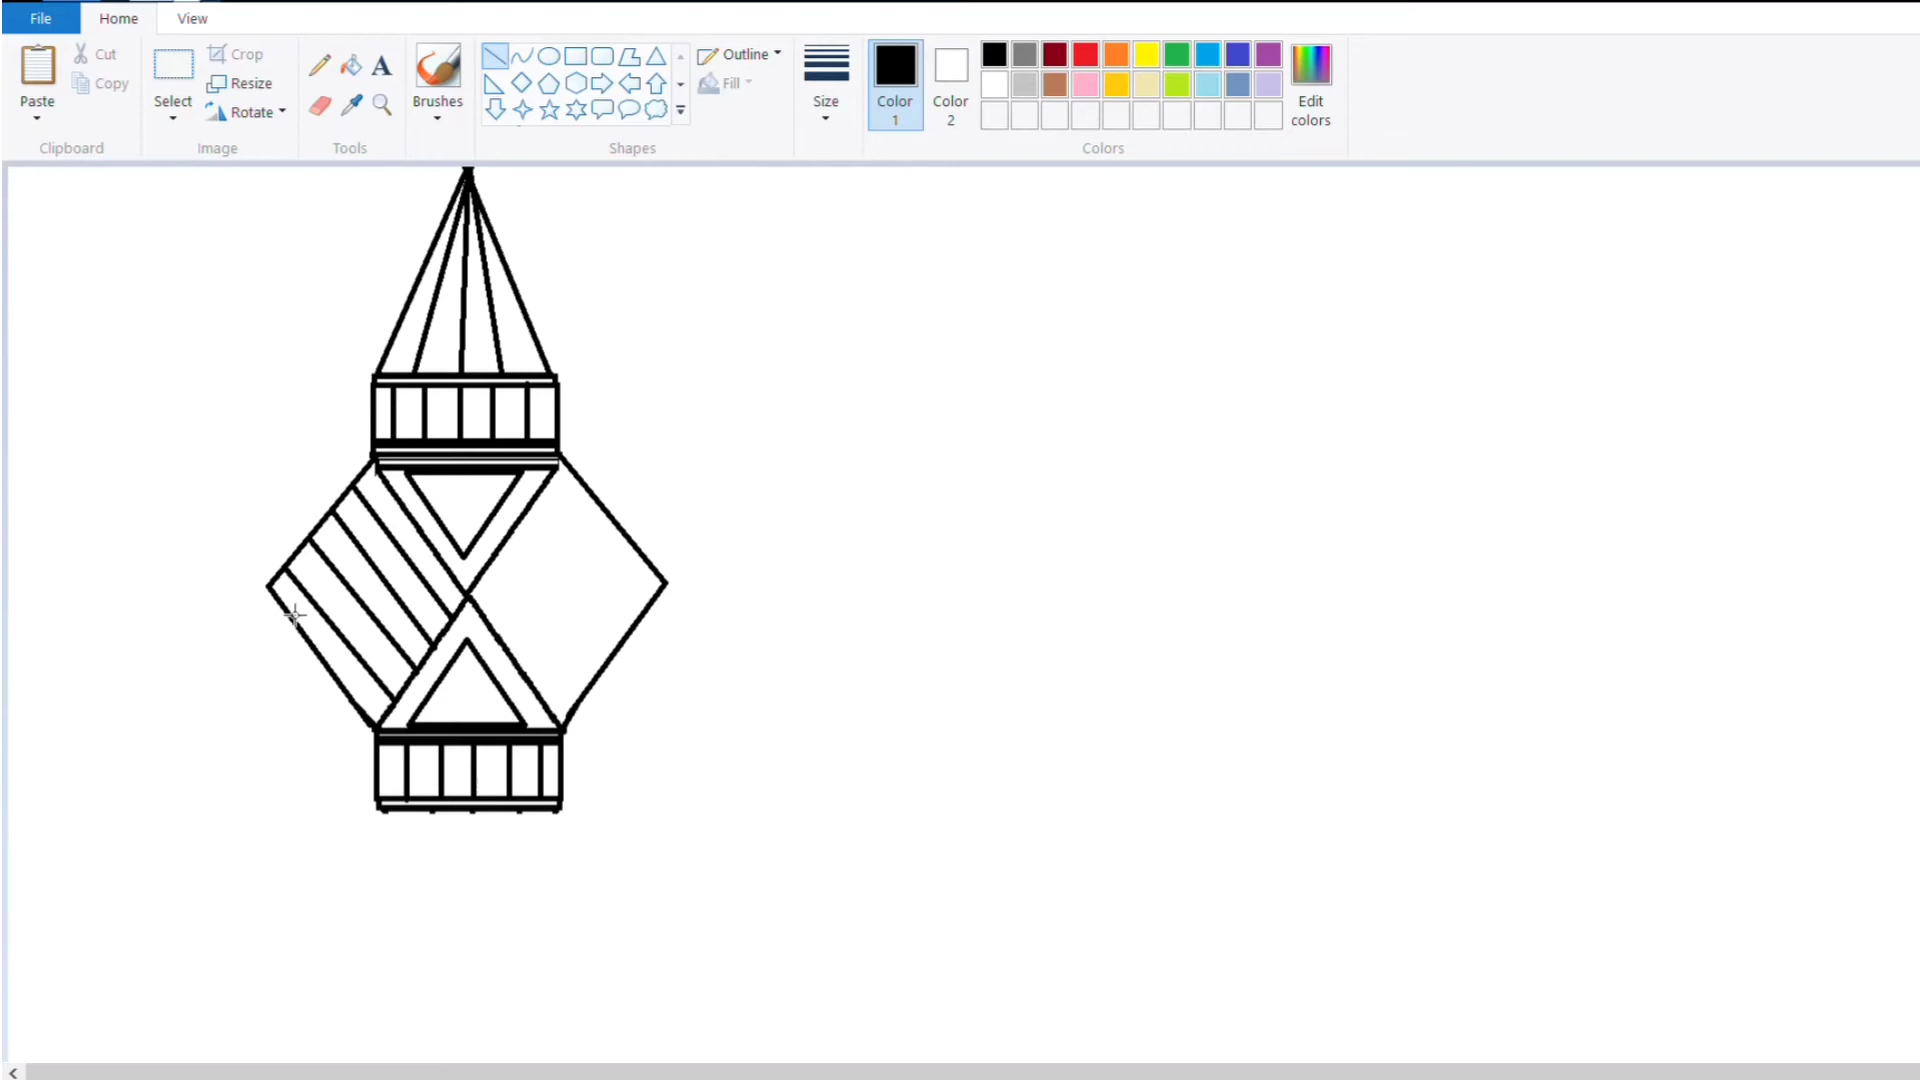 File Home View
Paste
Cut
Copy
Clipboard
Select
Crop
Resize
Rotate
Image
A
Tools
Brushes
Shapes
Outline
Fill
Size
Color 1
Color 2
Edit colors
Colors